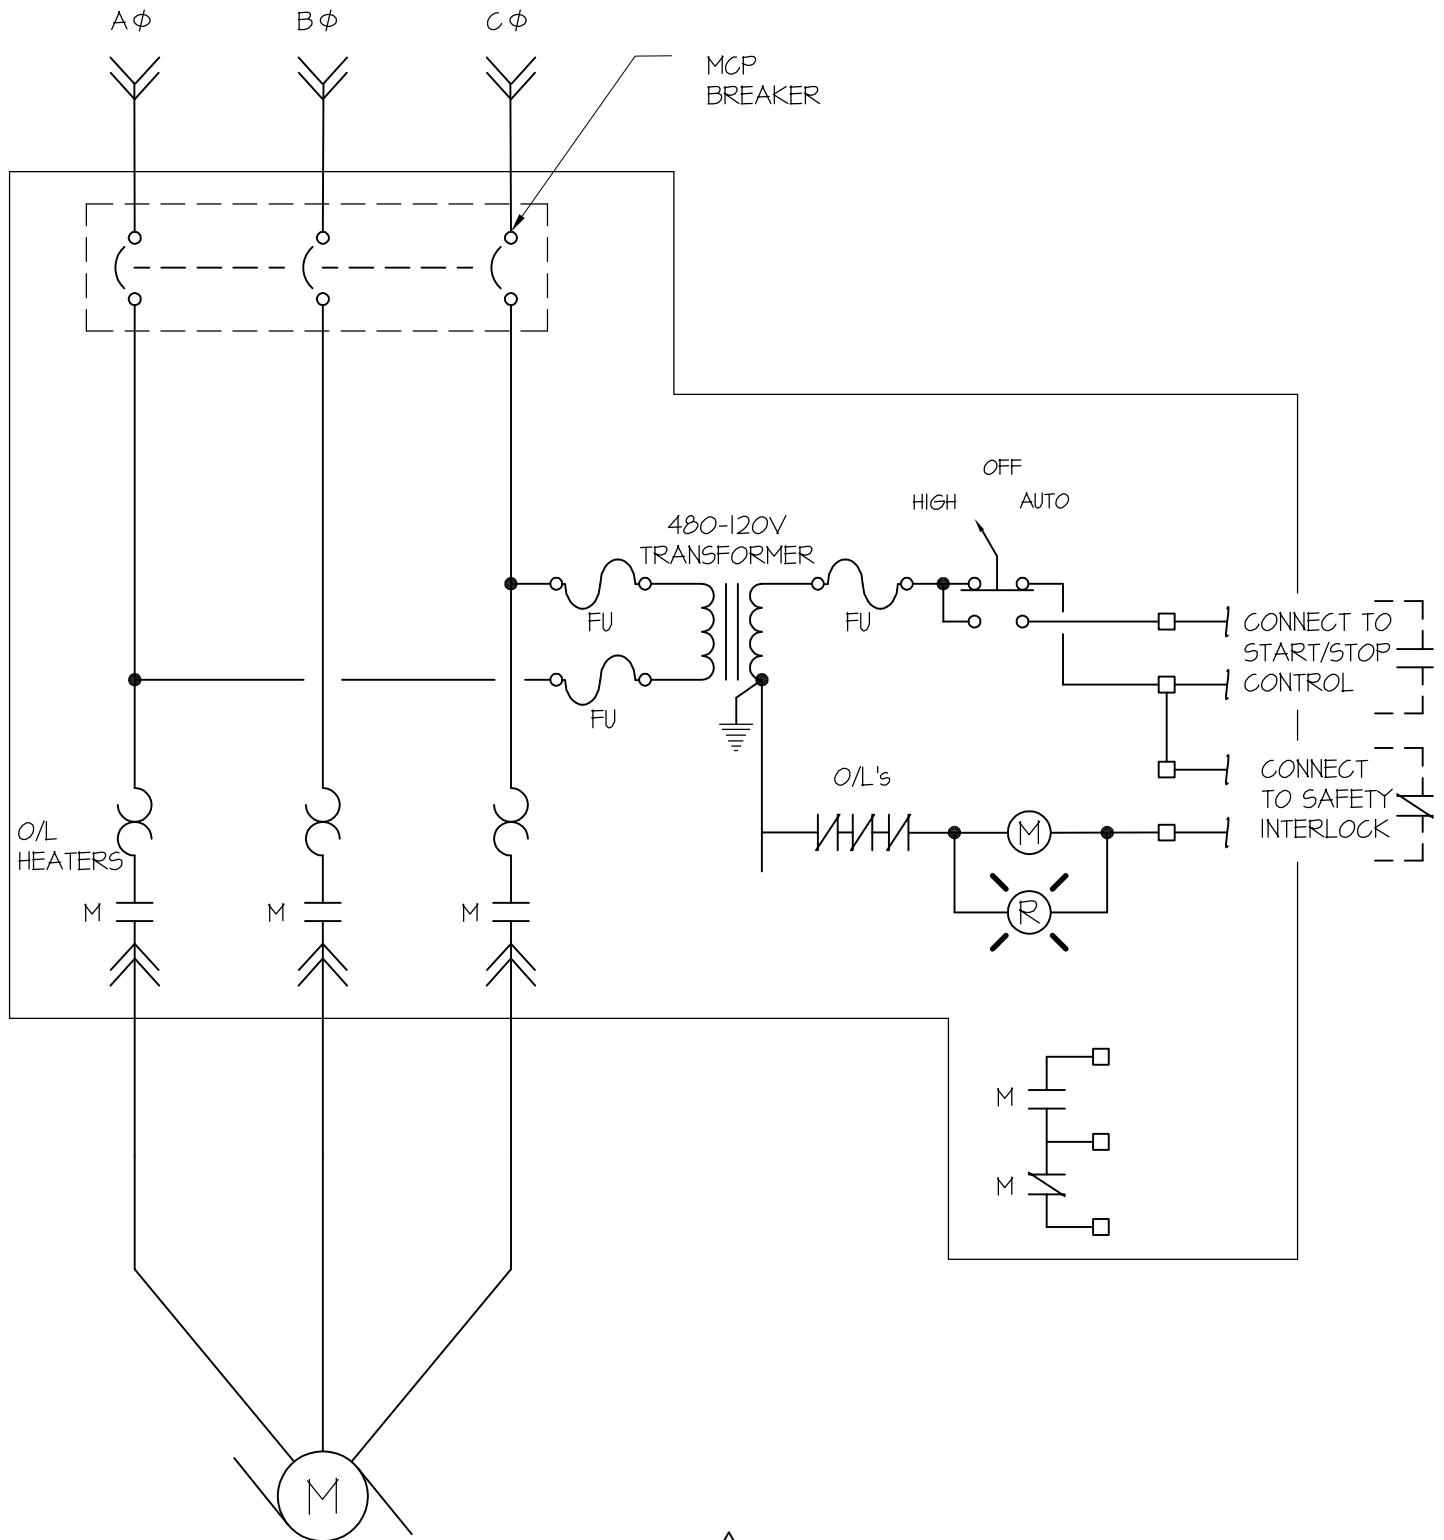 AΦ BΦ CΦ
MCP
BREAKER
OFF
HIGH AUTO
480-120V
TRANSFORMER
FU FU
FU
CONNECT TO
START/STOP
CONTROL
O/L's
CONNECT
TO SAFETY
INTERLOCK
O/L
HEATERS
M
R
M M M
M
M
M